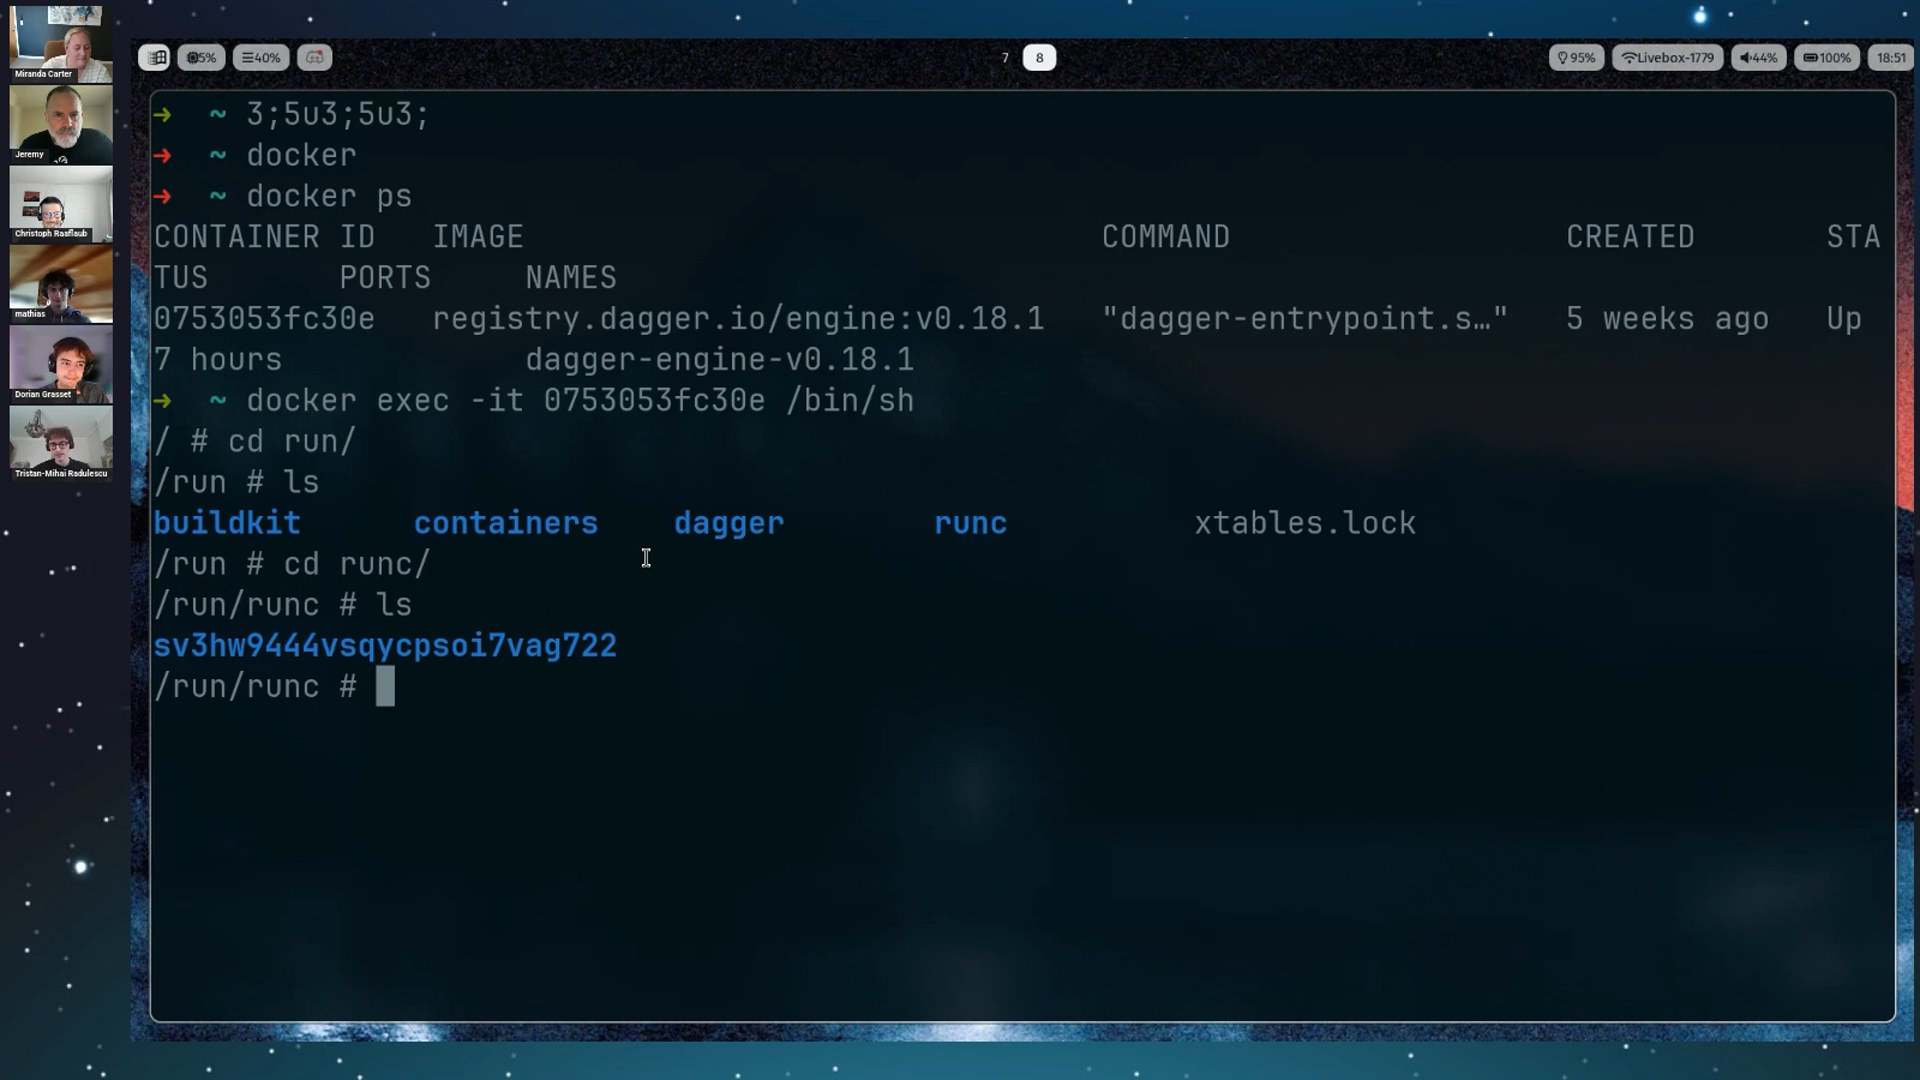 Miranda Carter
Jeremy
Christoph Raaflaub
mathias
Dorian Grasset
Tristan-Mihai Radulescu
5% 40% 7 8 95% Livebox-1779 44% 100% 18:51
➜ ~ 3;5u3;5u3;
➜ ~ docker
➜ ~ docker ps
CONTAINER ID IMAGE COMMAND CREATED STA
TUS PORTS NAMES
0753053fc30e registry.dagger.io/engine:v0.18.1 "dagger-entrypoint.s…" 5 weeks ago Up
7 hours dagger-engine-v0.18.1
➜ ~ docker exec -it 0753053fc30e /bin/sh
/ # cd run/
/run # ls
buildkit containers dagger runc xtables.lock
/run # cd runc/
/run/runc # ls
sv3hw9444vsqycpsoi7vag722
/run/runc #